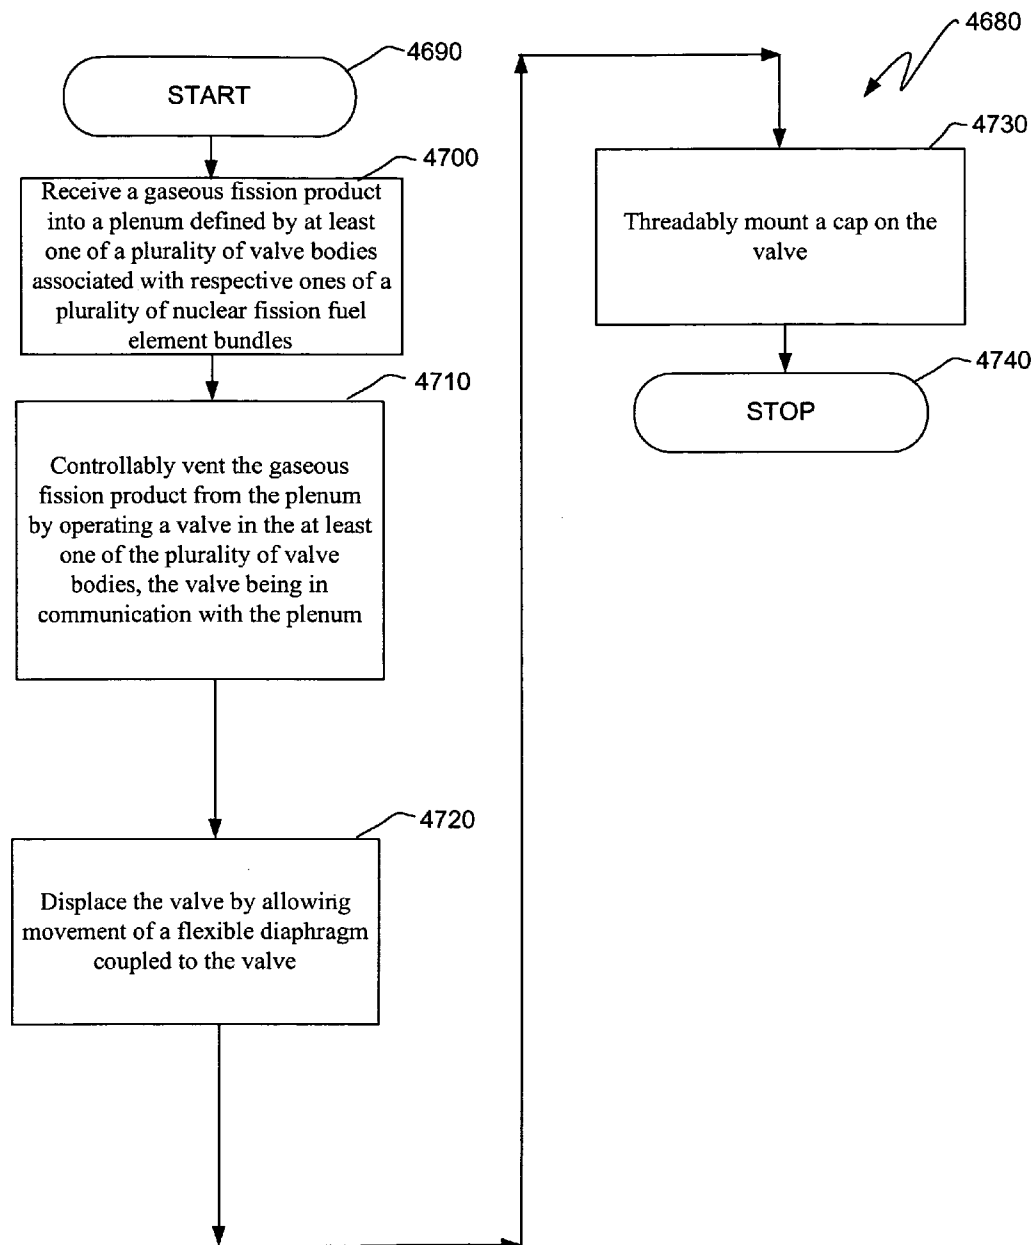 4690
START
4700
Receive a gaseous fission product
into a plenum defined by at least
one of a plurality of valve bodies
associated with respective ones of a
plurality of nuclear fission fuel
element bundles
4710
Controllably vent the gaseous
fission product from the plenum
by operating a valve in the at least
one of the plurality of valve
bodies, the valve being in
communication with the plenum
4720
Displace the valve by allowing
movement of a flexible diaphragm
coupled to the valve
4680
4730
Threadably mount a cap on the
valve
4740
STOP